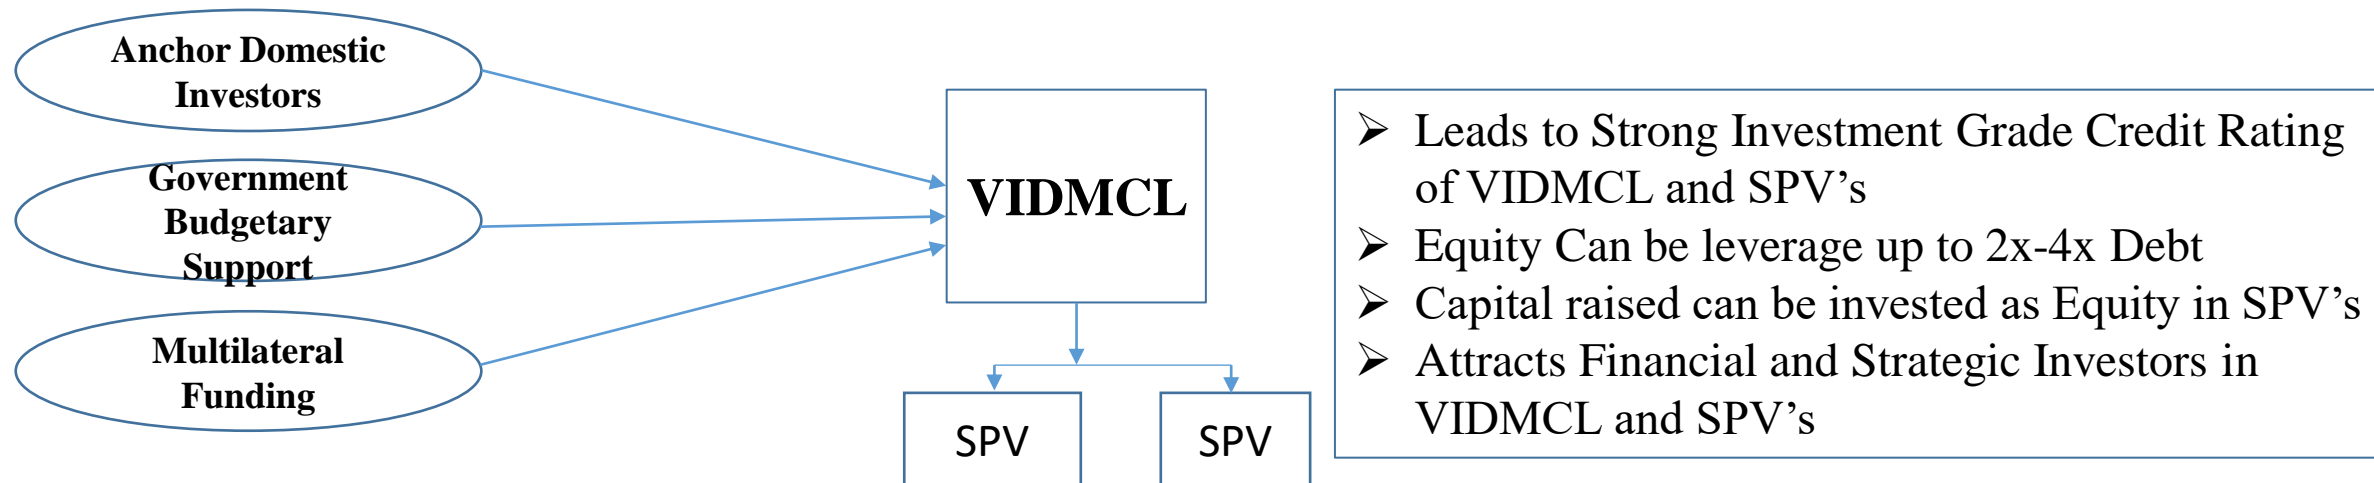 Anchor Domestic
Investors
Government
Budgetary
Support
Multilateral
Funding
VIDMCL
SPV
SPV
➢ Leads to Strong Investment Grade Credit Rating
of VIDMCL and SPV’s
➢ Equity Can be leverage up to 2x-4x Debt
➢ Capital raised can be invested as Equity in SPV’s
➢ Attracts Financial and Strategic Investors in
VIDMCL and SPV’s